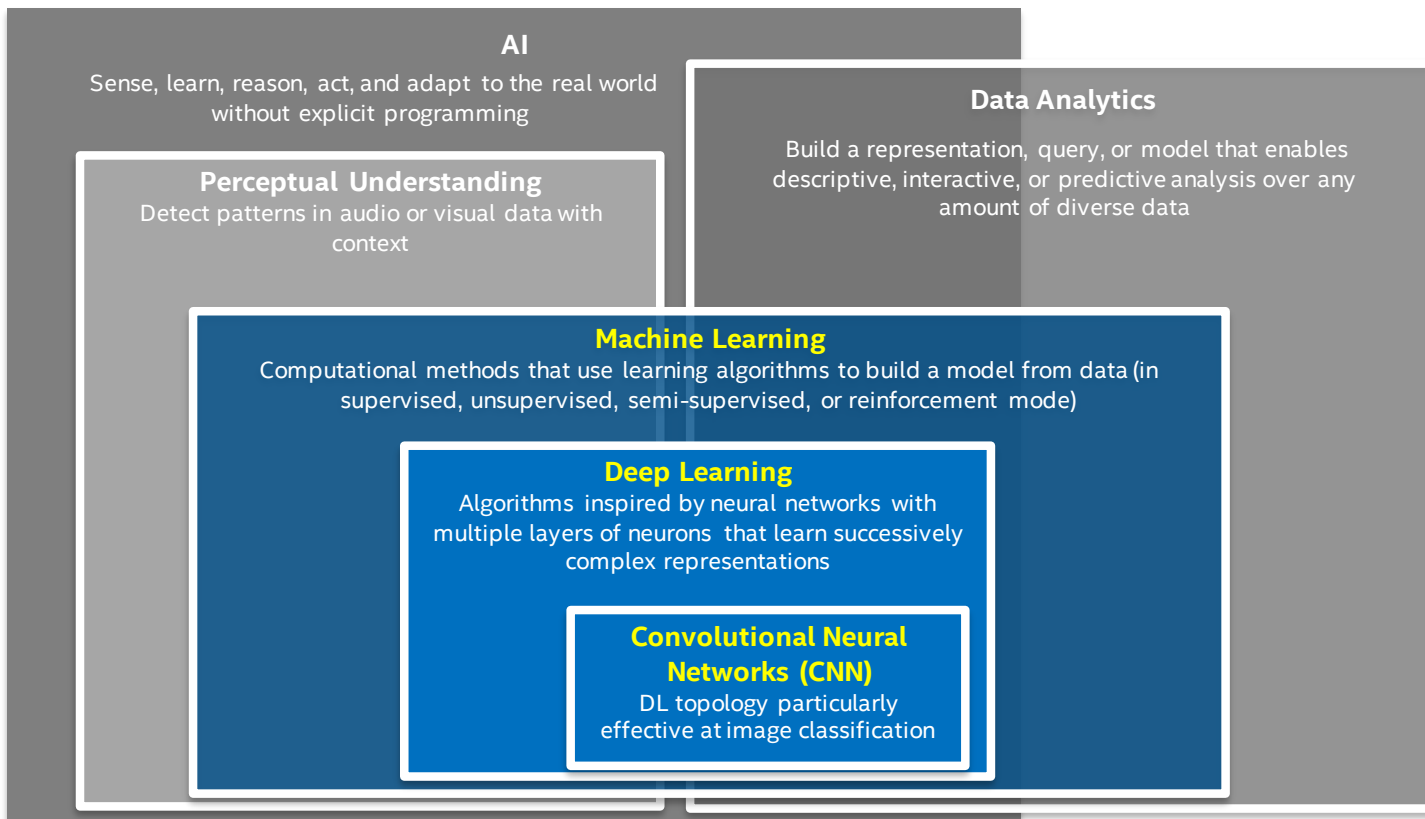 AI
Sense, learn, reason, act, and adapt to the real world
without explicit programming
Data Analytics
Build a representation, query, or model that enables
descriptive, interactive, or predictive analysis over any
amount of diverse data
Perceptual Understanding
Detect patterns in audio or visual data with
context
Machine Learning
Computational methods that use learning algorithms to build a model from data (in
supervised, unsupervised, semi-supervised, or reinforcement mode)
Deep Learning
Algorithms inspired by neural networks with
multiple layers of neurons that learn successively
complex representations
Convolutional Neural
Networks (CNN)
DL topology particularly
effective at image classification